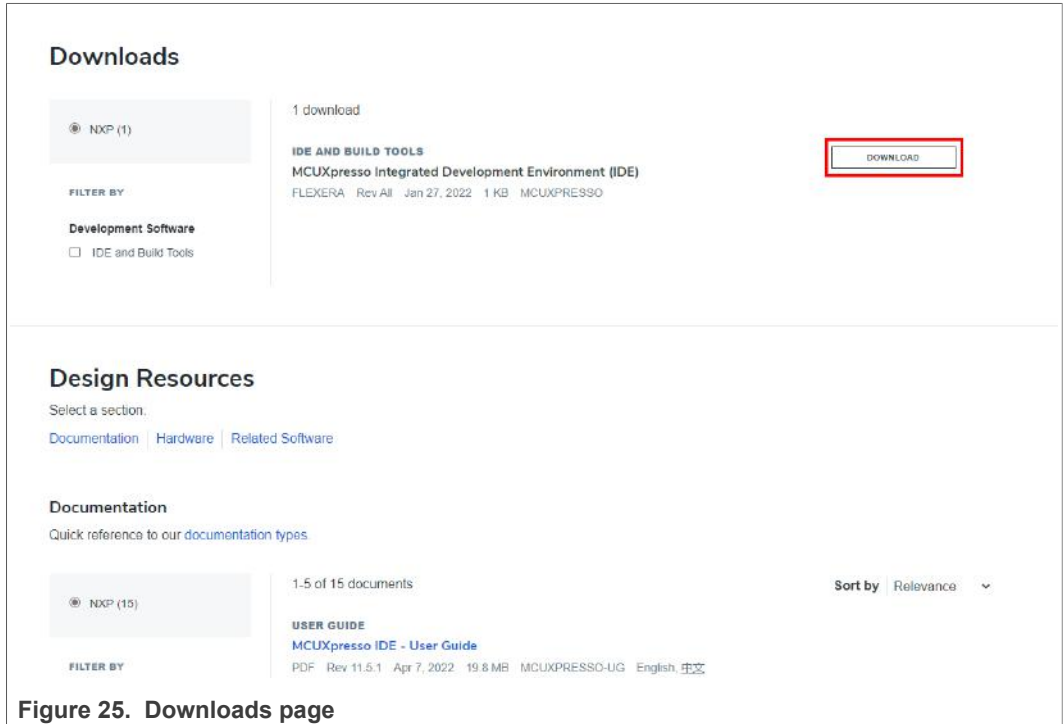 Downloads
NXP (1)
FILTER BY
Development Software
IDE and Build Tools
1 download
IDE AND BUILD TOOLS
MCUXpresso Integrated Development Environment (IDE)
FLEXERA Rev All Jan 27, 2022 1 KB MCUXPRESSO
DOWNLOAD
Design Resources
Select a section:
Documentation Hardware Related Software
Documentation
Quick reference to our documentation types.
NXP (15)
FILTER BY
1-5 of 15 documents
Sort by Relevance
USER GUIDE
MCUXpresso IDE - User Guide
PDF Rev 11.5.1 Apr 7, 2022 19.8 MB MCUXPRESSO-UG English, 中文
Figure 25. Downloads page